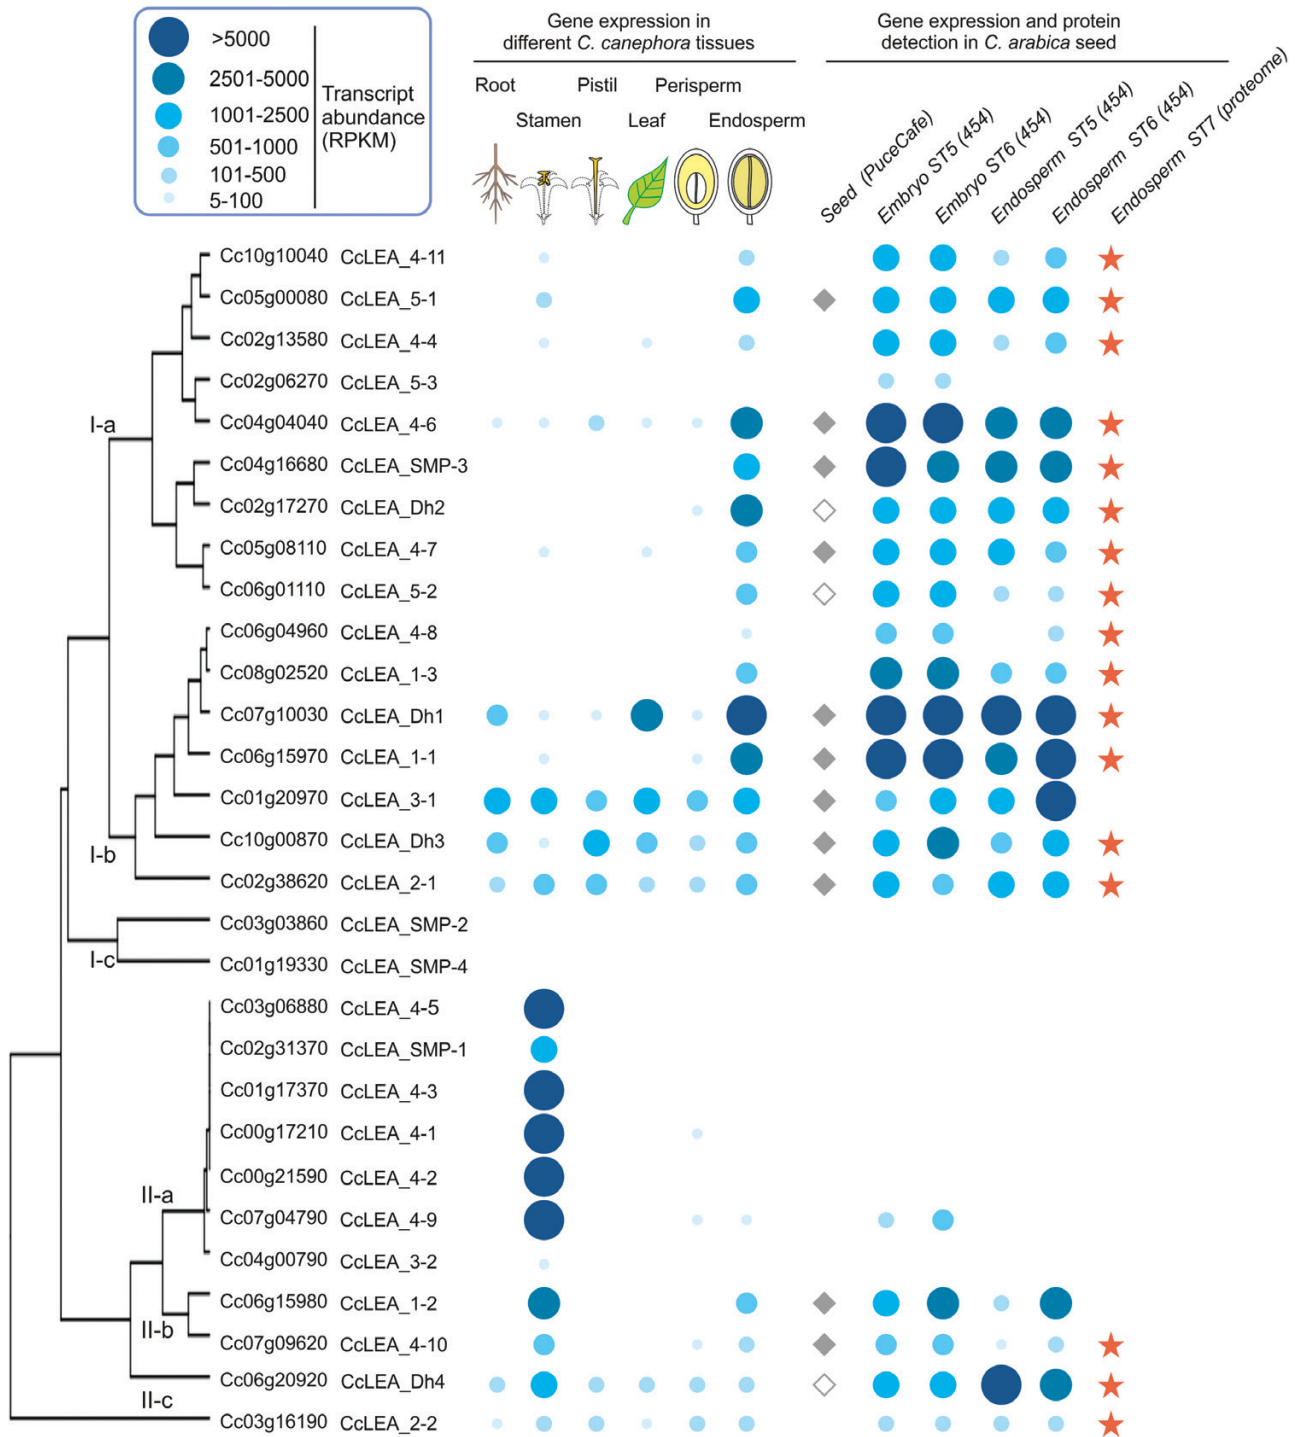 >5000
2501-5000
1001-2500
501-1000
101-500
5-100
Transcript
abundance
(RPKM)
Gene expression in
different C. canephora tissues
Root
Pistil
Perisperm
Stamen
Leaf
Endosperm
Gene expression and protein
detection in C. arabica seed
Seed (PuceCafe)
Embryo ST5 (454)
Embryo ST6 (454)
Endosperm ST5 (454)
Endosperm ST6 (454)
Endosperm ST7 (proteome)
Cc10g10040 CcLEA_4-11
Cc05g00080 CcLEA_5-1
Cc02g13580 CcLEA_4-4
Cc02g06270 CcLEA_5-3
I-a
Cc04g04040 CcLEA_4-6
Cc04g16680 CcLEA_SMP-3
Cc02g17270 CcLEA_Dh2
Cc05g08110 CcLEA_4-7
Cc06g01110 CcLEA_5-2
Cc06g04960 CcLEA_4-8
Cc08g02520 CcLEA_1-3
Cc07g10030 CcLEA_Dh1
Cc06g15970 CcLEA_1-1
Cc01g20970 CcLEA_3-1
Cc10g00870 CcLEA_Dh3
I-b
Cc02g38620 CcLEA_2-1
Cc03g03860 CcLEA_SMP-2
I-c
Cc01g19330 CcLEA_SMP-4
Cc03g06880 CcLEA_4-5
Cc02g31370 CcLEA_SMP-1
Cc01g17370 CcLEA_4-3
Cc00g17210 CcLEA_4-1
Cc00g21590 CcLEA_4-2
II-a
Cc07g04790 CcLEA_4-9
Cc04g00790 CcLEA_3-2
Cc06g15980 CcLEA_1-2
II-b
Cc07g09620 CcLEA_4-10
Cc06g20920 CcLEA_Dh4
II-c
Cc03g16190 CcLEA_2-2